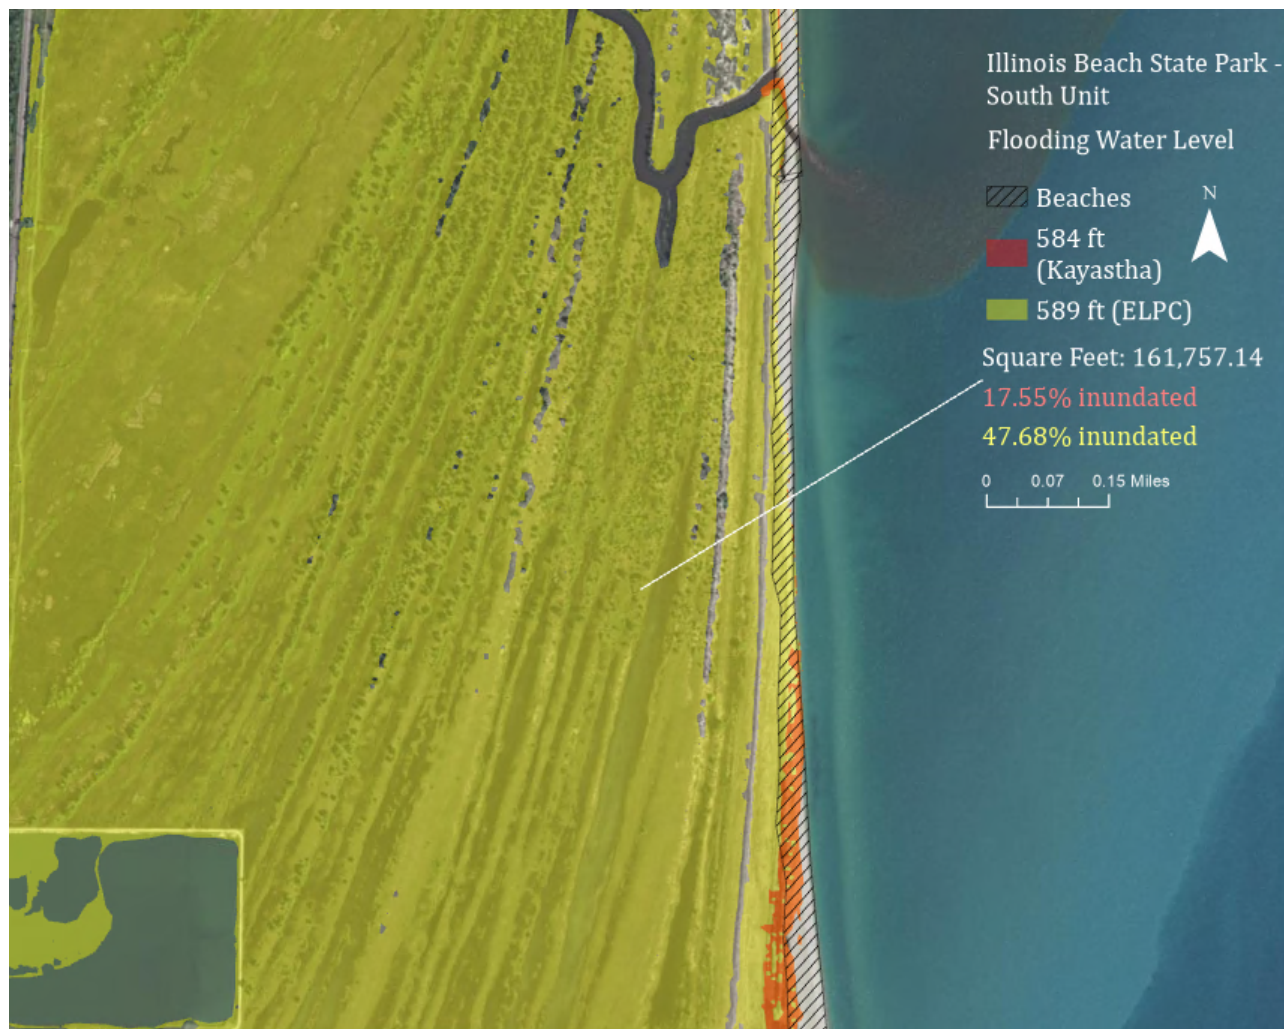 Illinois Beach State Park -
South Unit
Flooding Water Level
N
Beaches
584 ft
(Kayastha)
589 ft (ELPC)
Square Feet: 161,757.14
17.55% inundated
47.68% inundated
0 0.07 0.15 Miles